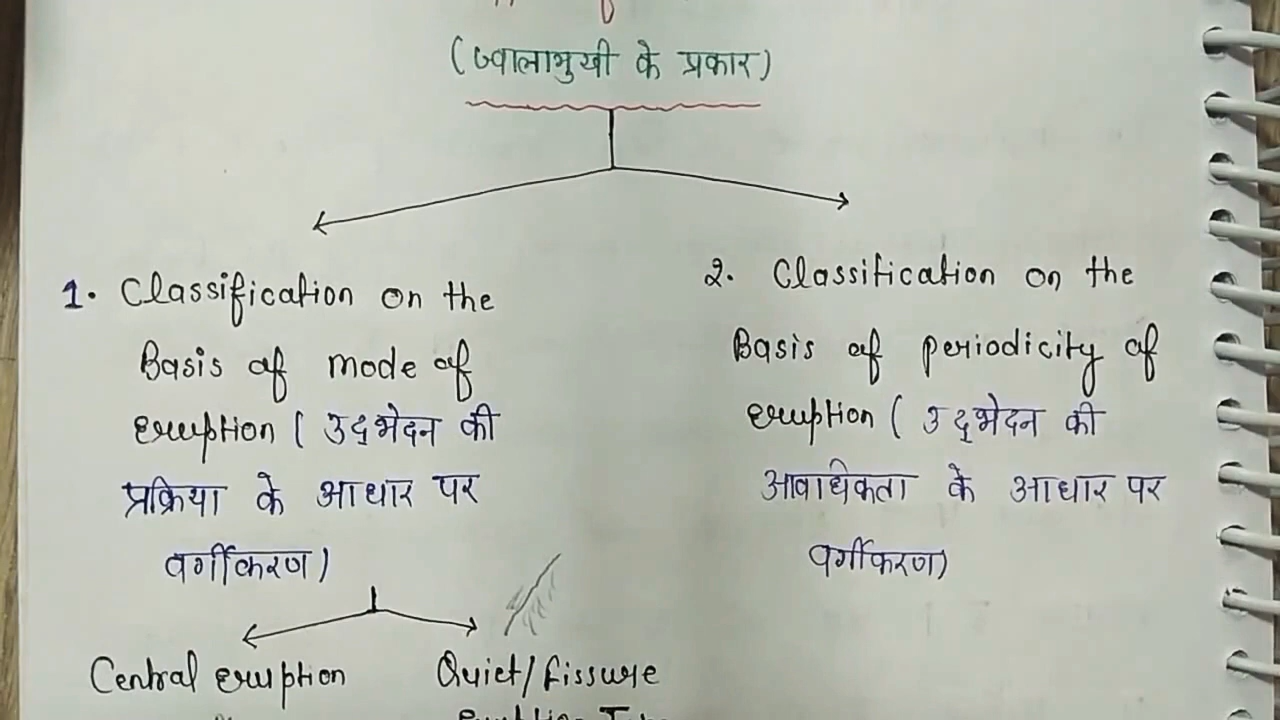 (ज्वालामुखी के प्रकार)
1. Classification on the
Basis of mode of
eruption ( उद्भेदन की
प्रक्रिया के आधार पर
वर्गीकरण)
2. Classification on the
Basis of periodicity of
eruption ( उद्भेदन की
आवाधिकता के आधार पर
वर्गीकरण)
Central eruption
Quiet/fissure